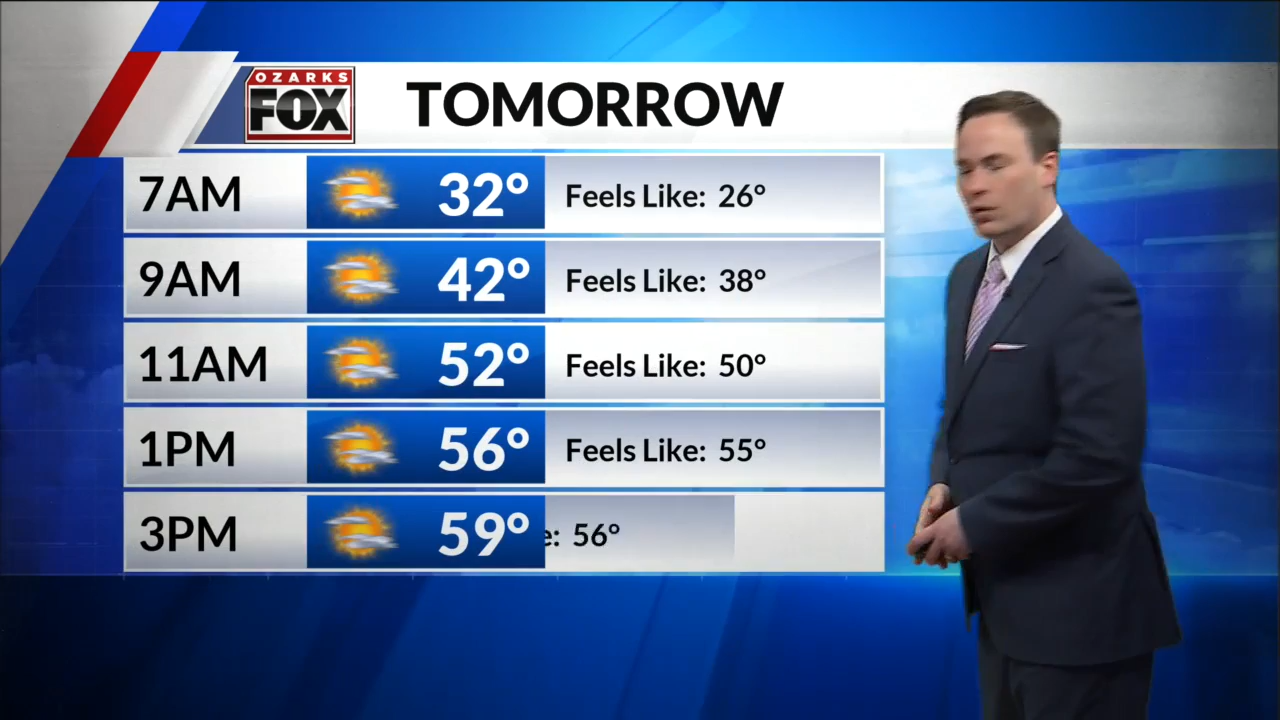 OZARKS
FOX
TOMORROW
7AM 32° Feels Like: 26°
9AM 42° Feels Like: 38°
11AM 52° Feels Like: 50°
1PM 56° Feels Like: 55°
3PM 59° e: 56°